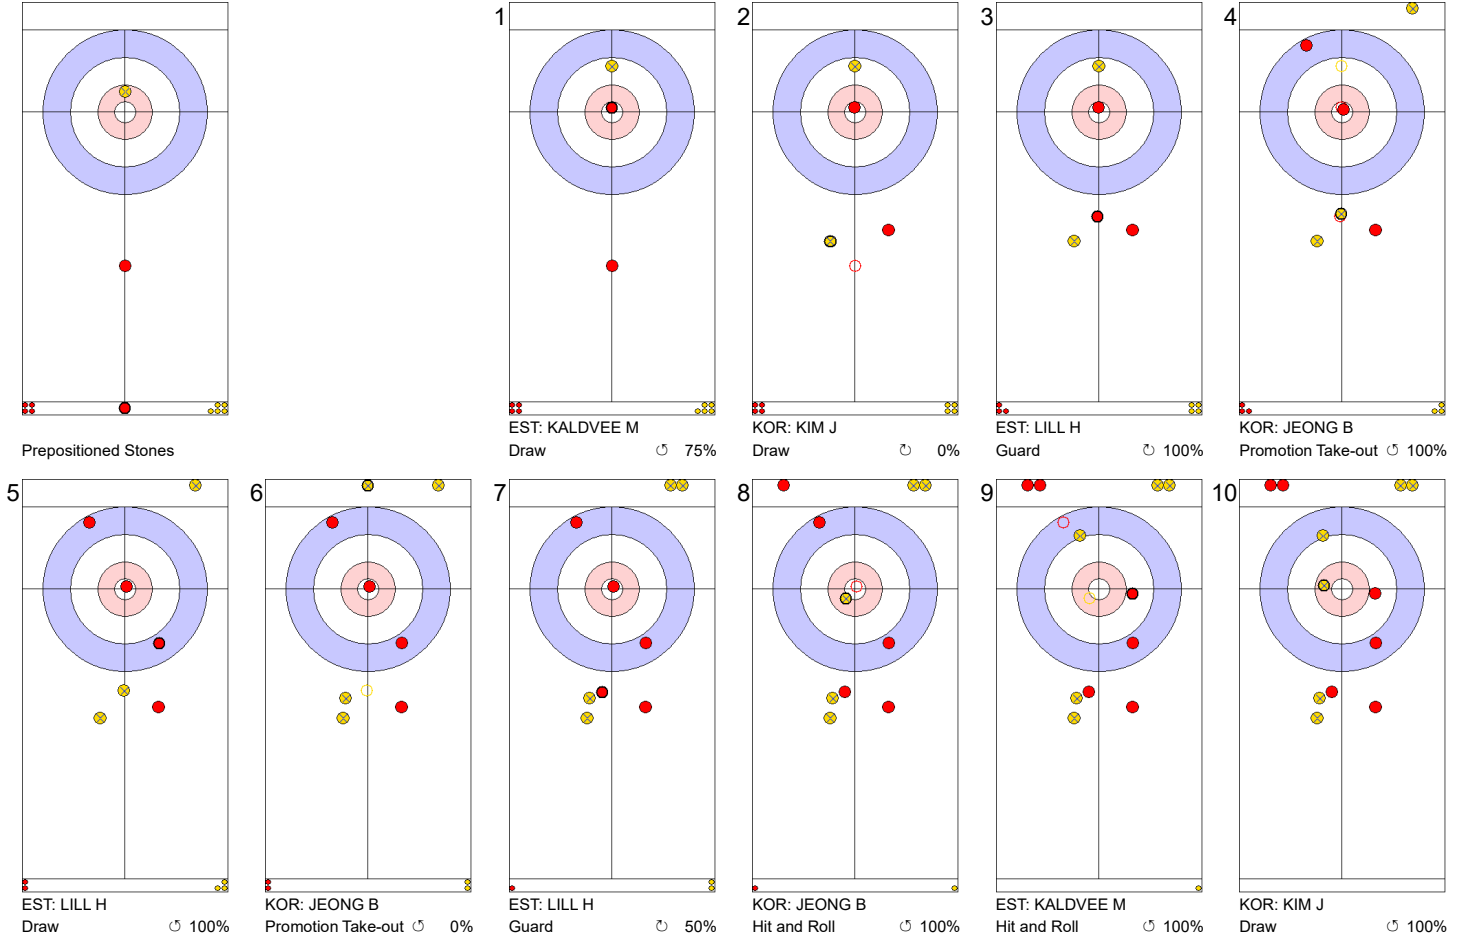 Prepositioned Stones
1
EST: KALDVEE M
Draw ↺ 75%
2
KOR: KIM J
Draw ↻ 0%
3
EST: LILL H
Guard ↻ 100%
4
KOR: JEONG B
Promotion Take-out ↺ 100%
5
EST: LILL H
Draw ↺ 100%
6
KOR: JEONG B
Promotion Take-out ↺ 0%
7
EST: LILL H
Guard ↻ 50%
8
KOR: JEONG B
Hit and Roll ↺ 100%
9
EST: KALDVEE M
Hit and Roll ↺ 100%
10
KOR: KIM J
Draw ↺ 100%